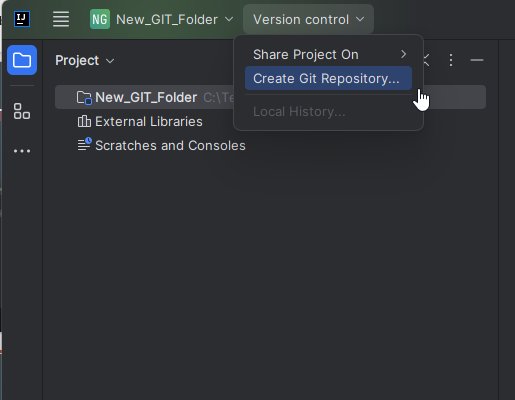 IJ
NG New_GIT_Folder Version control
Project
Share Project On
Create Git Repository...
Local History...
New_GIT_Folder C:\Te
External Libraries
Scratches and Consoles